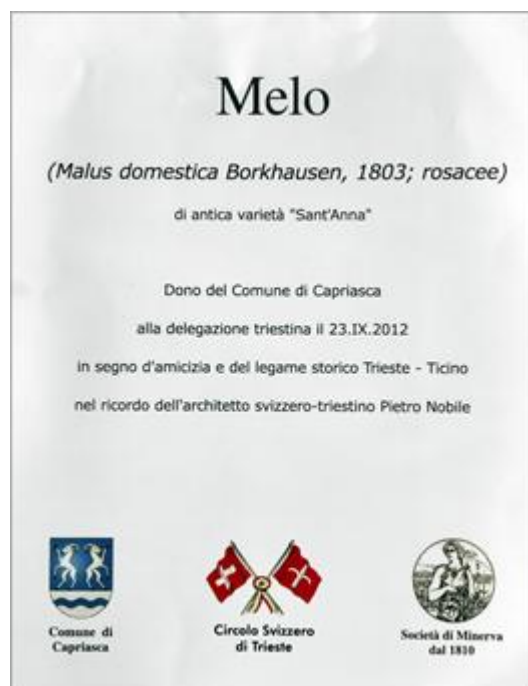 Melo
(Malus domestica Borkhausen, 1803; rosacee)
di antica varietà "Sant'Anna"
Dono del Comune di Capriasca
alla delegazione triestina il 23.IX.2012
in segno d'amicizia e del legame storico Trieste - Ticino
nel ricordo dell'architetto svizzero-triestino Pietro Nobile
Comune di
Capriasca
Circolo Svizzero
di Trieste
Società di Minerva
dal 1810